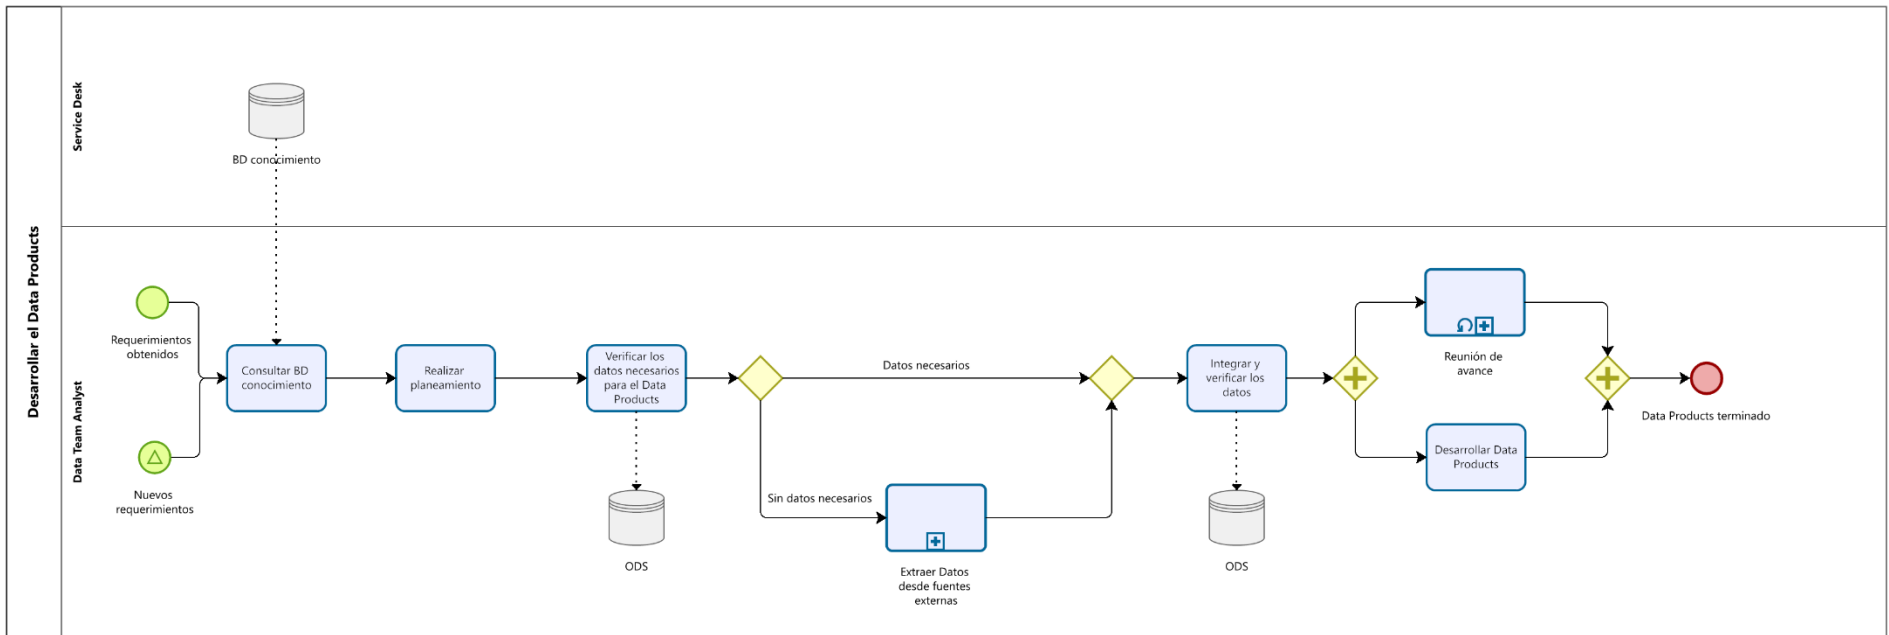 Desarrollar el Data Products
Service Desk
BD conocimiento
Data Team Analyst
Requerimientos
obtenidos
Nuevos
requerimientos
Consultar BD
conocimiento
Realizar
planeamiento
Verificar los
datos necesarios
para el Data
Products
ODS
Datos necesarios
Sin datos necesarios
Extraer Datos
desde fuentes
externas
Integrar y
verificar los
datos
ODS
Reunión de
avance
Desarrollar Data
Products
Data Products terminado